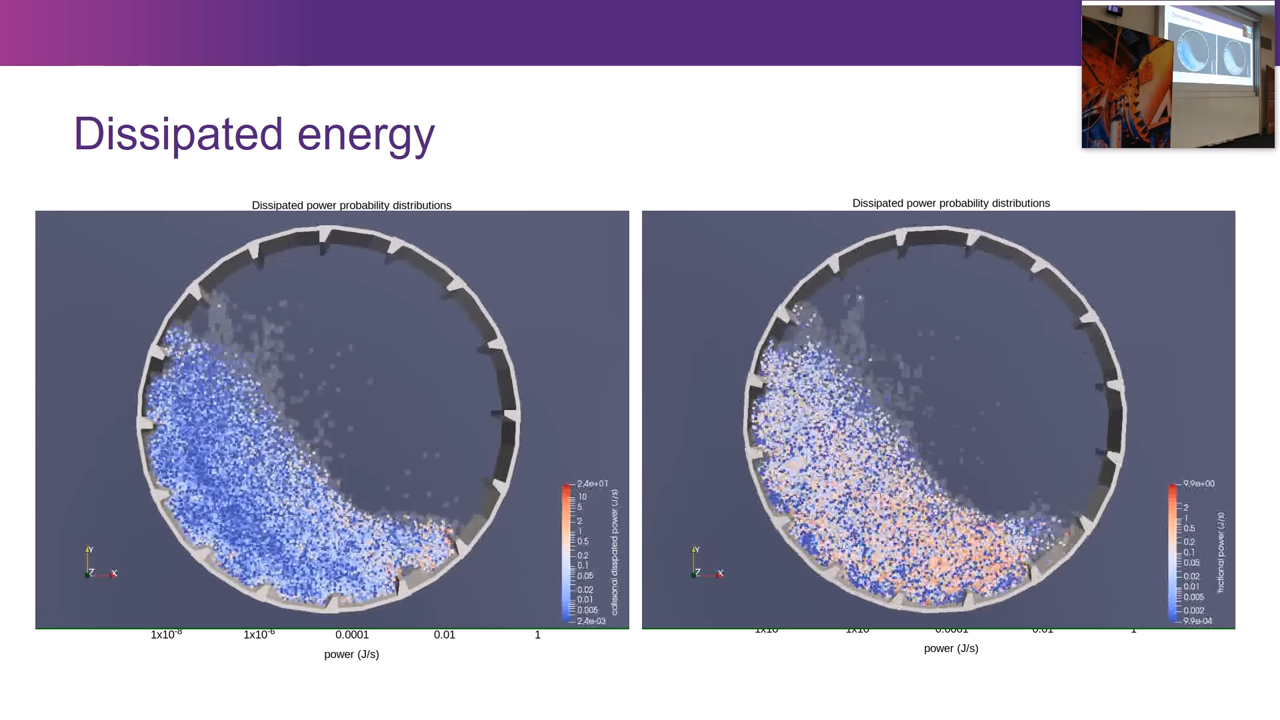 Dissipated energy
Dissipated power probability distributions
Dissipated power probability distributions
2.4e+01
10
5
2
1
0.5
0.2
0.1
0.05
0.02
0.01
0.005
2.4e-03
collisional dissipated power (J/s)
Y
Z X
9.9e+00
2
1
0.5
0.2
0.1
0.05
0.02
0.01
0.005
0.002
9.9e-04
frictional power (J/s)
Y
Z X
1x10-8 1x10-6 0.0001 0.01 1
power (J/s)
1x10 1x10 0.0001 0.01 1
power (J/s)